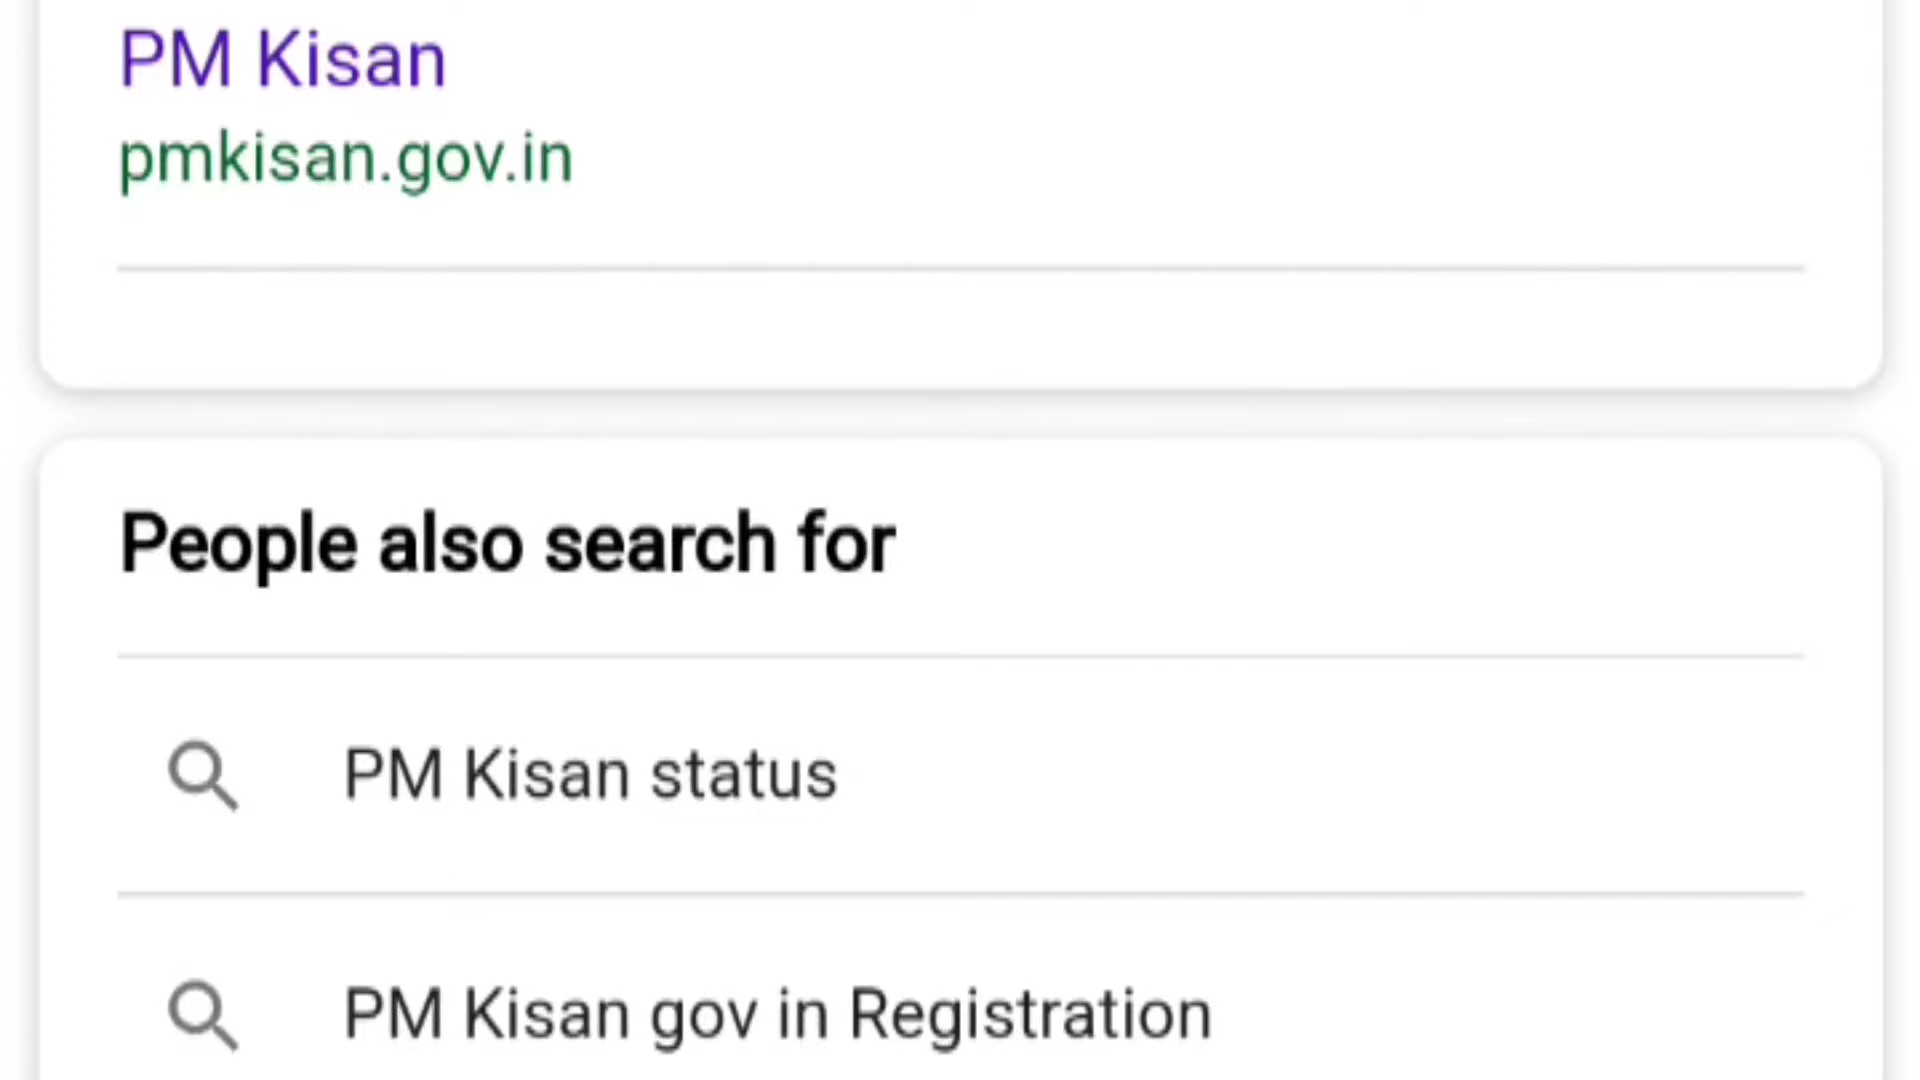 PM Kisan
pmkisan.gov.in
People also search for
PM Kisan status
PM Kisan gov in Registration